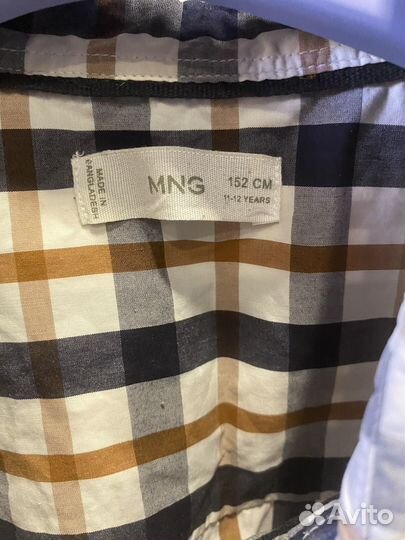 MADE IN
BANGLADESH
MNG
152 CM
11-12 YEARS
Avito